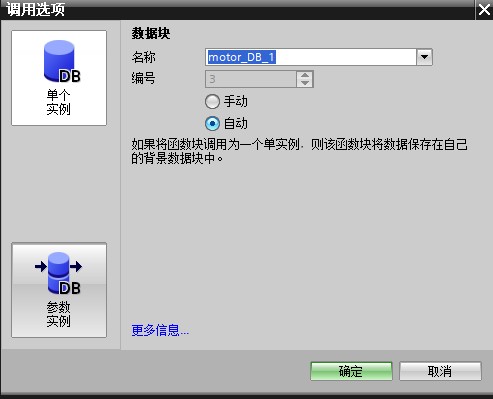 调用选项
DB
单个
实例
DB
参数
实例
数据块
名称
motor_DB_1
编号
3
手动
自动
如果将函数块调用为一个单实例，则该函数块将数据保存在自己
的背景数据块中。
更多信息...
确定
取消